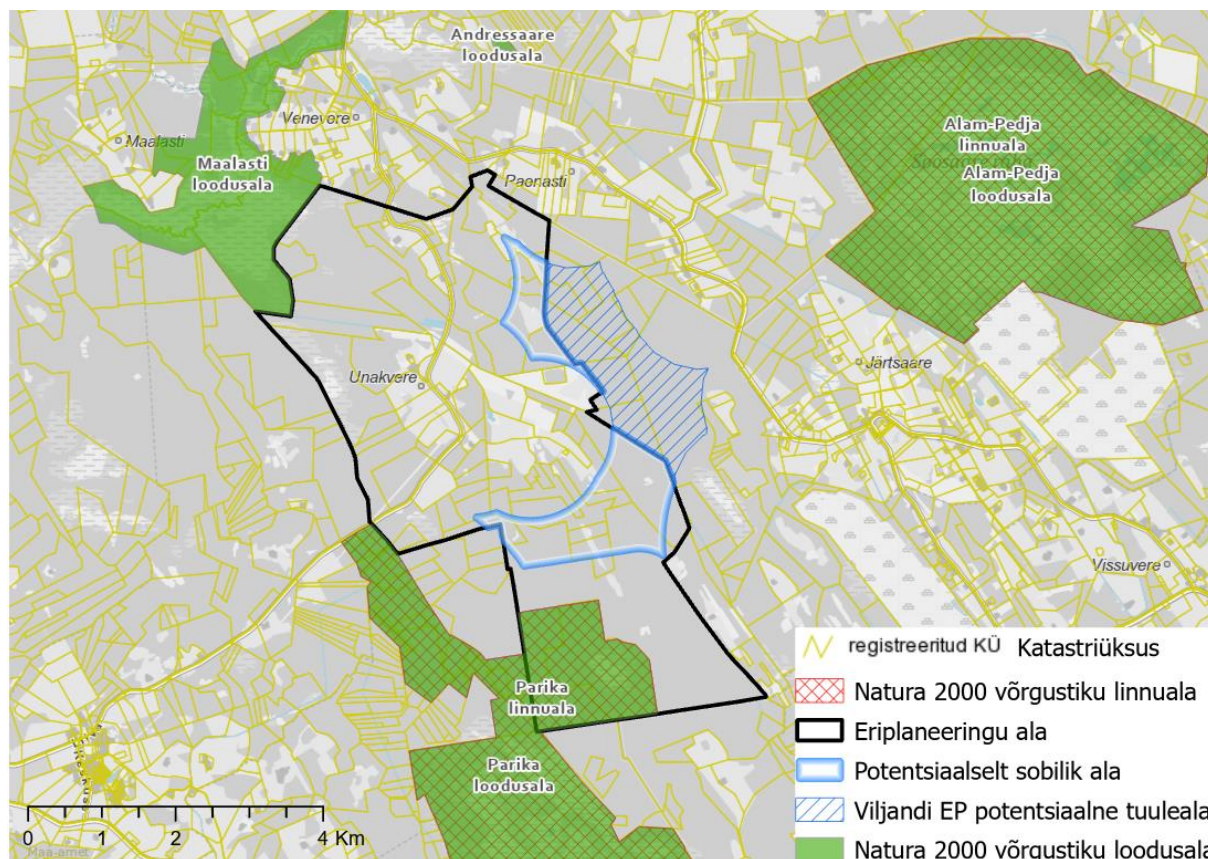 Andressaare
loodusala
Venevere
Maalasti
Maalasti
loodusala
Paenasti
Alam-Pedja
linnuala
Alam-Pedja
loodusala
Unakvere
Järtsaare
Vissuvere
Parika
linnuala
Parika
loodusala
registreeritud KÜ Katastriüksus
Natura 2000 võrgustiku linnuala
Eriplaneeringu ala
Potentsiaalselt sobilik ala
Viljandi EP potentsiaalne tuuleala
Natura 2000 võrgustiku loodusala
0 1 2 4 Km
Maa-amet